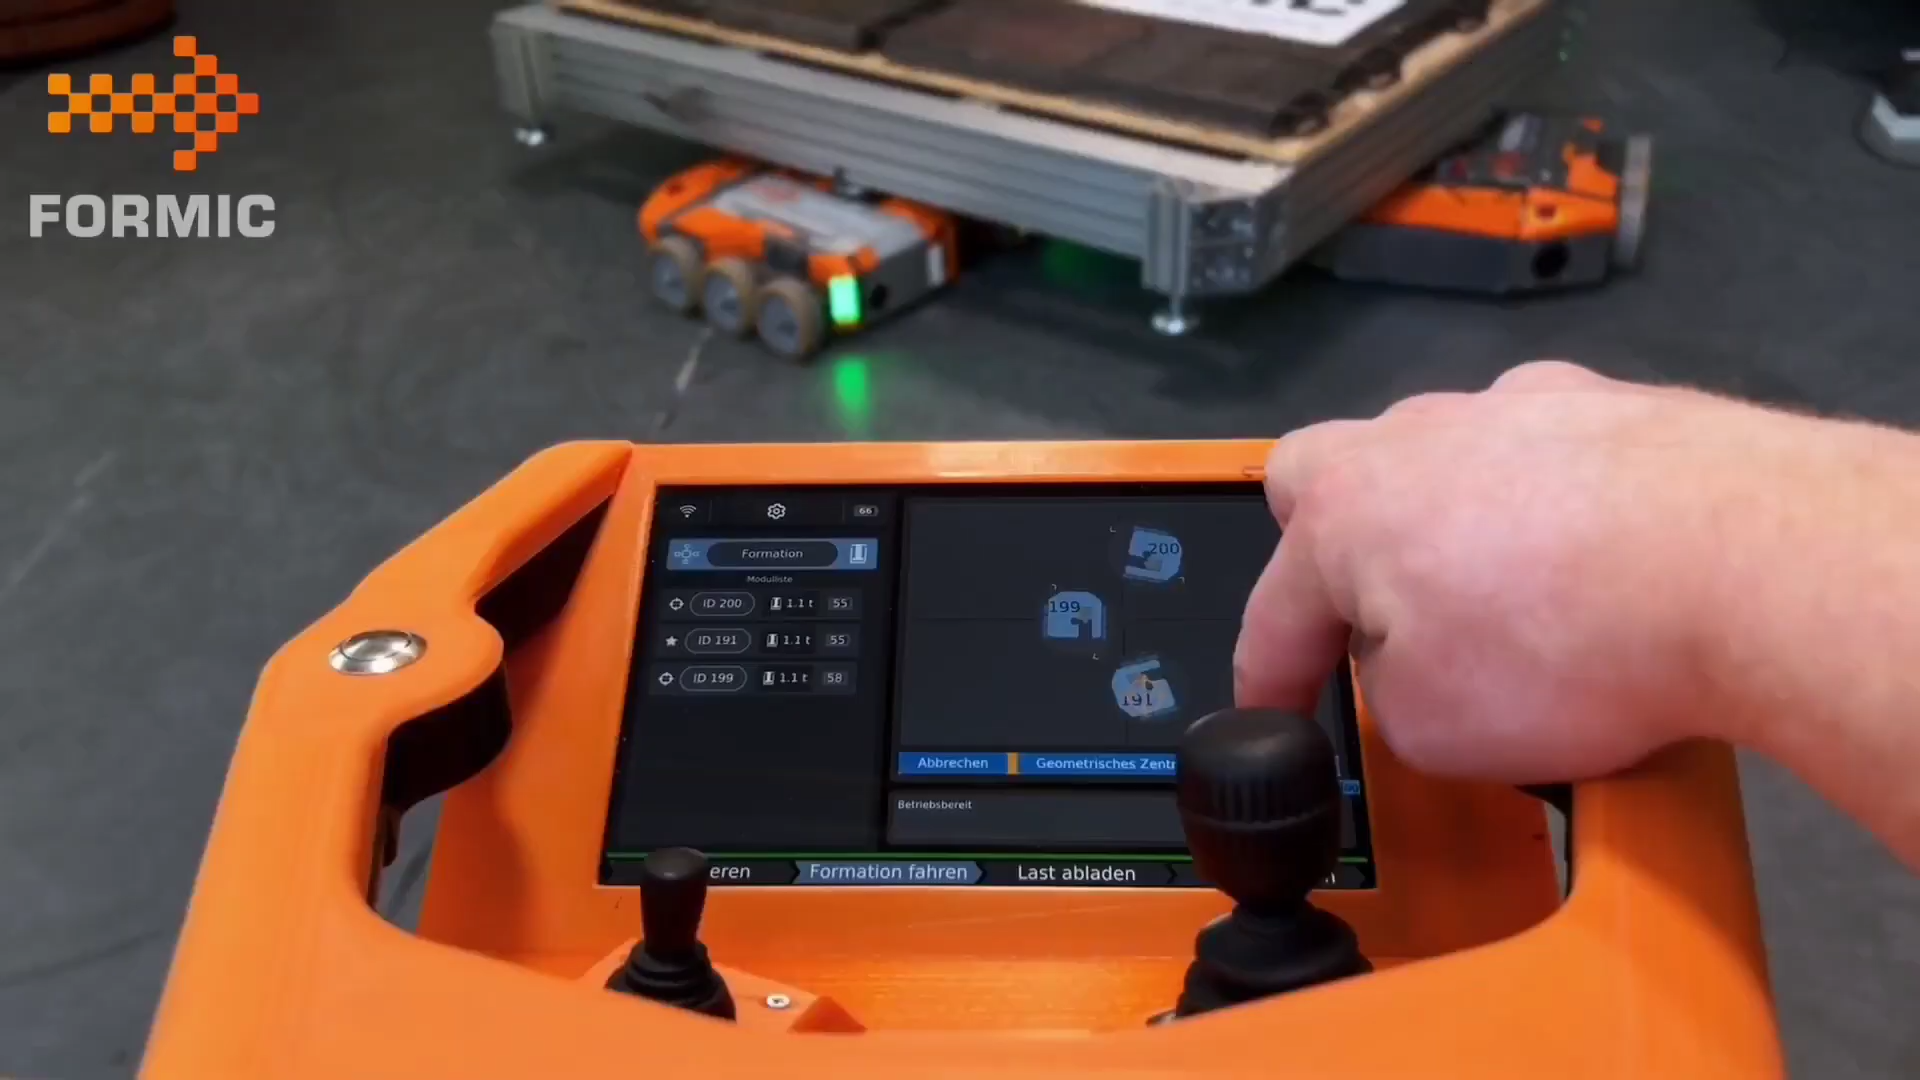 FORMIC
66
Formation
Modulliste
ID 200 1.1 t 55
ID 191 1.1 t 55
ID 199 1.1 t 58
200
199
191
Abbrechen
Geometrisches Zentr
Betriebsbereit
eren
Formation fahren
Last abladen